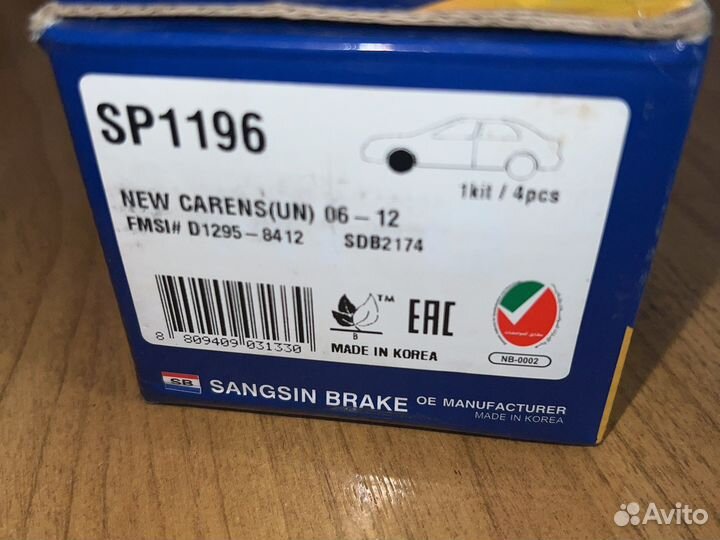 SP1196
1kit / 4pcs
NEW CARENS(UN) 06 – 12
FMSI# D1295 – 8412 SDB2174
8 809409 031330
B
TM
MADE IN KOREA
EAC
NB-0002
SB
SANGSIN BRAKE OE MANUFACTURER
MADE IN KOREA
Avito